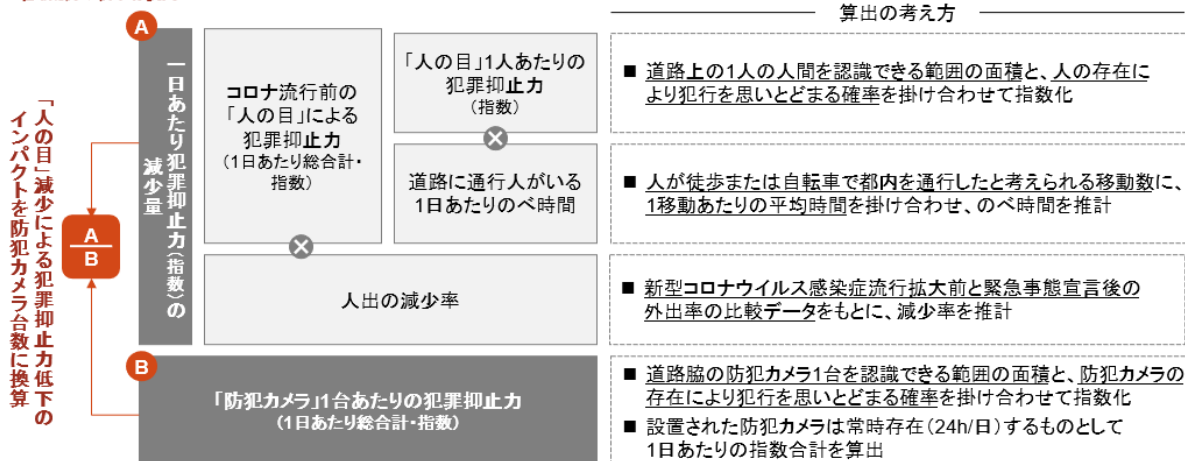 算出の考え方
「人の目」減少による犯罪抑止力低下の
インパクトを防犯カメラ台数に換算
A
B
A
一日あたり犯罪抑止力(指数)の
減少量
コロナ流行前の
「人の目」による
犯罪抑止力
(1日あたり総合計・
指数)
「人の目」1人あたりの
犯罪抑止力
(指数)
道路に通行人がいる
1日あたりのべ時間
人出の減少率
■ 道路上の1人の人間を認識できる範囲の面積と、人の存在に
より犯行を思いとどまる確率を掛け合わせて指数化
■ 人が徒歩または自転車で都内を通行したと考えられる移動数に、
1移動あたりの平均時間を掛け合わせ、のべ時間を推計
■ 新型コロナウイルス感染症流行拡大前と緊急事態宣言後の
外出率の比較データをもとに、減少率を推計
B
「防犯カメラ」1台あたりの犯罪抑止力
(1日あたり総合計・指数)
■ 道路脇の防犯カメラ1台を認識できる範囲の面積と、防犯カメラの
存在により犯行を思いとどまる確率を掛け合わせて指数化
■ 設置された防犯カメラは常時存在(24h/日)するものとして
1日あたりの指数合計を算出